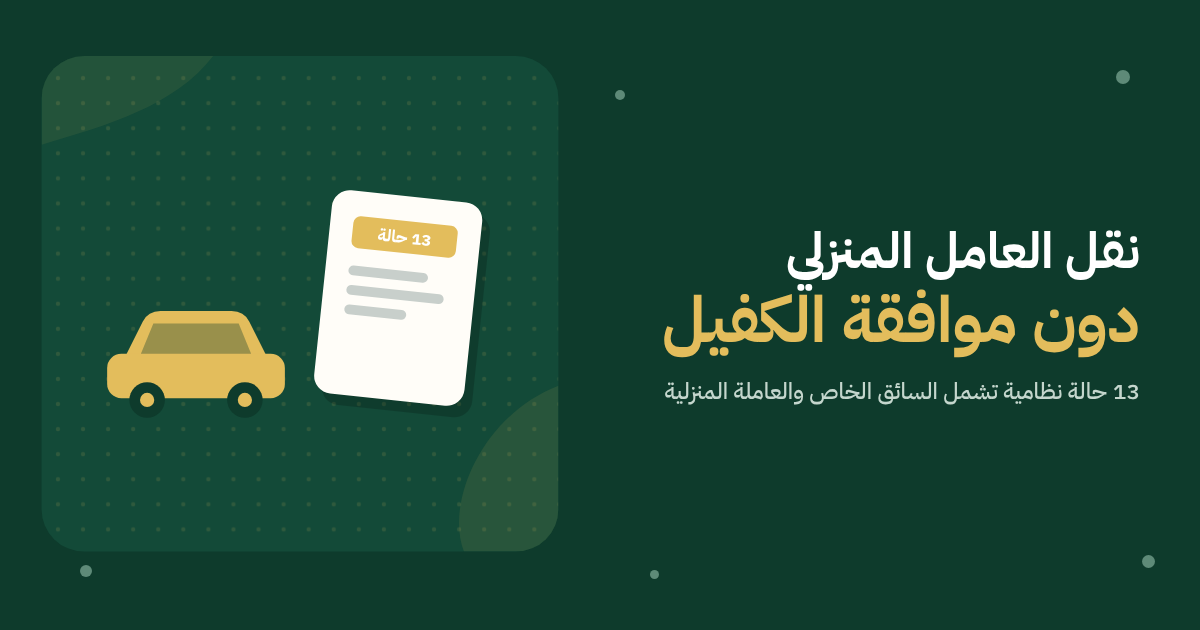 نقل العامل المنزلي
دون موافقة الكفيل
13 حالة نظامية تشمل السائق الخاص والعاملة المنزلية
13 حالة